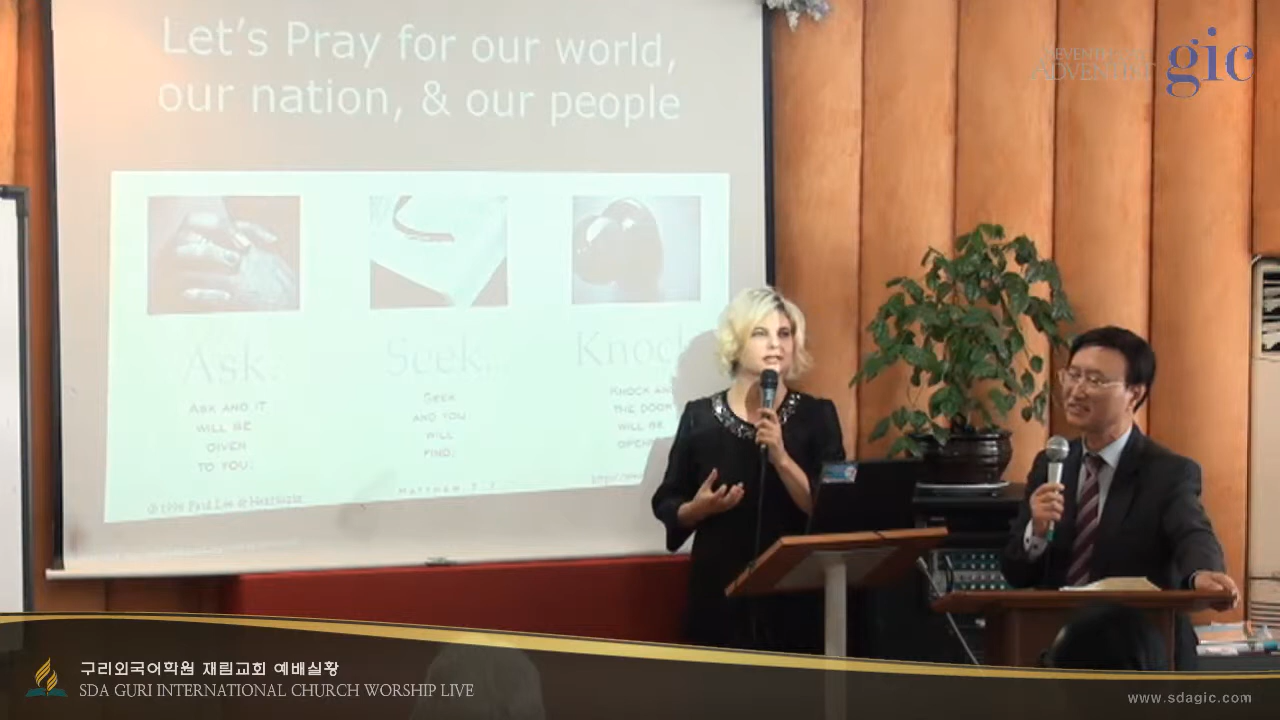 Let's Pray for our world,
our nation, & our people
SEVENTH-DAY
ADVENTIST
gic
Ask.
Seek...
Knock
ASK AND IT
WILL BE
GIVEN
TO YOU;
SEEK
AND YOU
WILL
FIND;
KNOCK AND
THE DOOR
WILL BE
MATTHEW 7:7
구리외국어학원 재림교회 예배실황
SDA GURI INTERNATIONAL CHURCH WORSHIP LIVE
www.sdagic.com